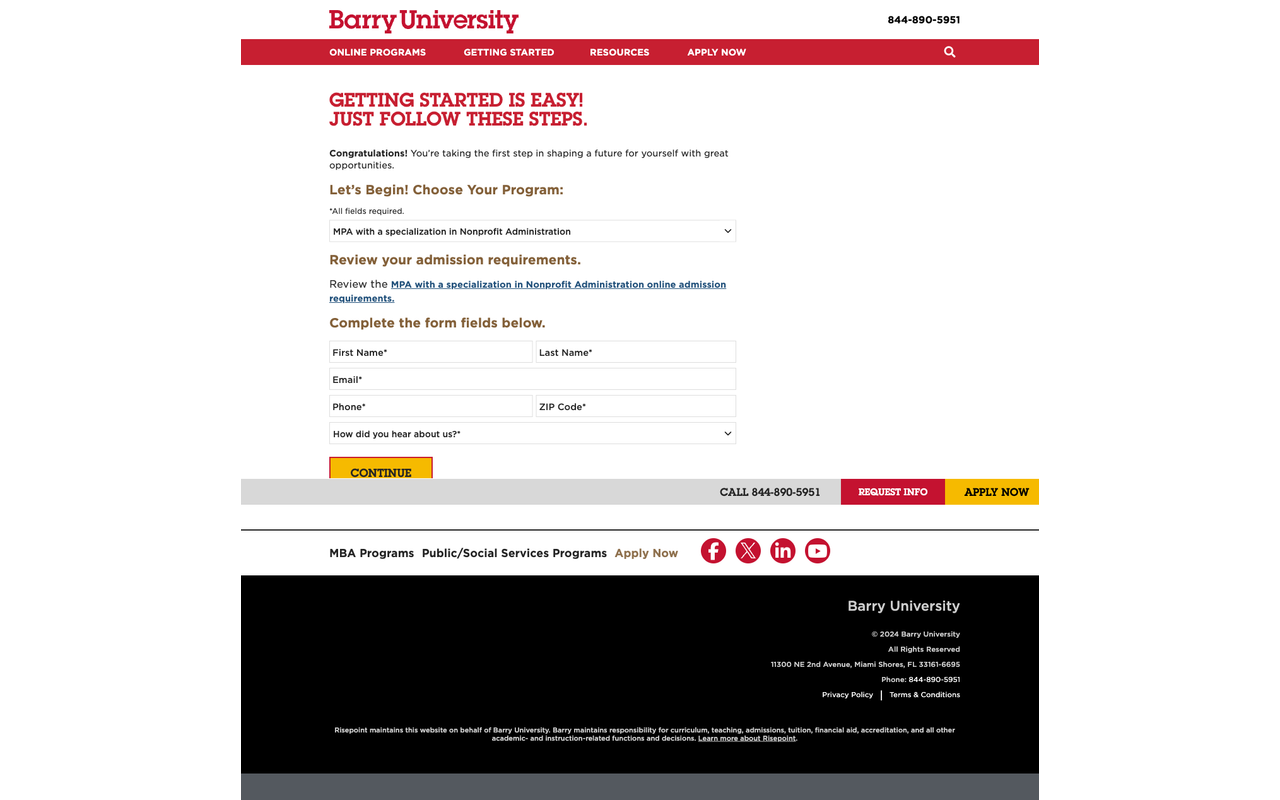 Barry University
844-890-5951
ONLINE PROGRAMS GETTING STARTED RESOURCES APPLY NOW
GETTING STARTED IS EASY!
JUST FOLLOW THESE STEPS.
Congratulations! You're taking the first step in shaping a future for yourself with great
opportunities.
Let's Begin! Choose Your Program:
*All fields required.
MPA with a specialization in Nonprofit Administration
Review your admission requirements.
Review the MPA with a specialization in Nonprofit Administration online admission
requirements.
Complete the form fields below.
First Name* Last Name*
Email*
Phone* ZIP Code*
How did you hear about us?*
CONTINUE
CALL 844-890-5951 REQUEST INFO APPLY NOW
MBA Programs Public/Social Services Programs Apply Now
Barry University
© 2024 Barry University
All Rights Reserved
11300 NE 2nd Avenue, Miami Shores, FL 33161-6695
Phone: 844-890-5951
Privacy Policy | Terms & Conditions
Risepoint maintains this website on behalf of Barry University. Barry maintains responsibility for curriculum, teaching, admissions, tuition, financial aid, accreditation, and all other
academic- and instruction-related functions and decisions. Learn more about Risepoint.